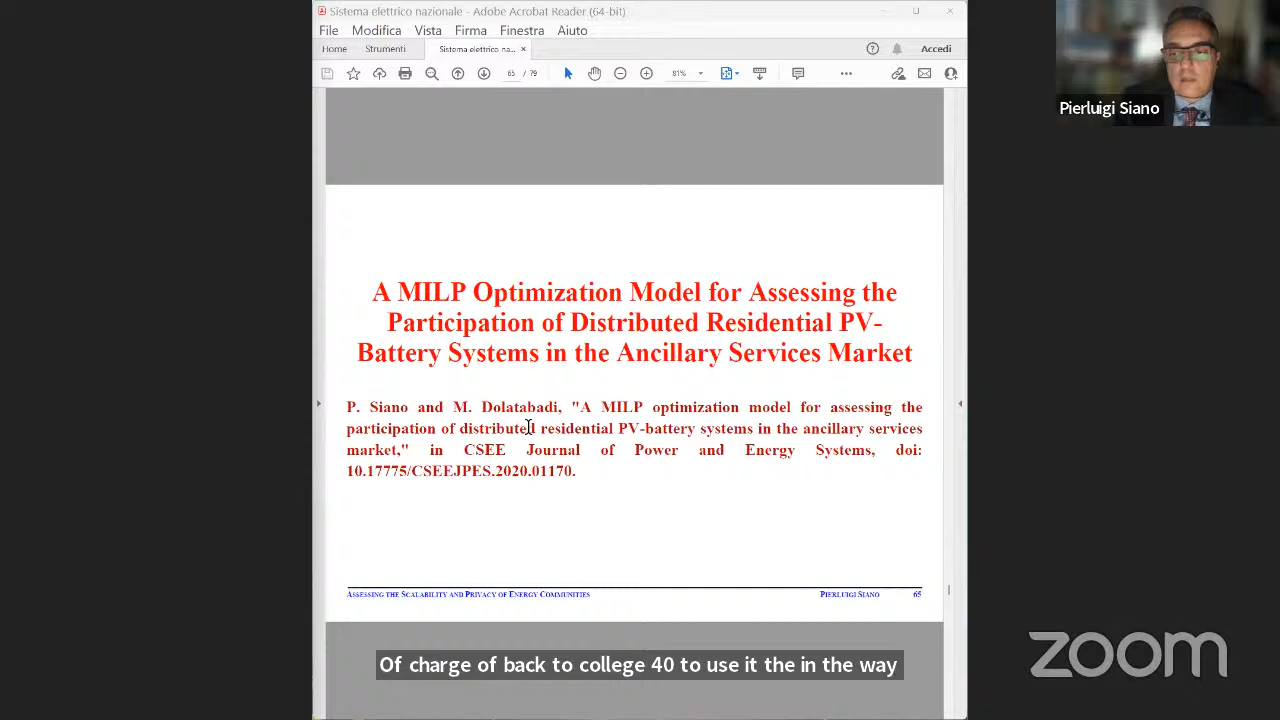 Sistema elettrico nazionale - Adobe Acrobat Reader (64-bit)
File Modifica Vista Firma Finestra Aiuto
Home Strumenti Sistema elettrico na... × Accedi
65 / 79 81%
Pierluigi Siano
A MILP Optimization Model for Assessing the
Participation of Distributed Residential PV-
Battery Systems in the Ancillary Services Market
P. Siano and M. Dolatabadi, "A MILP optimization model for assessing the
participation of distributed residential PV-battery systems in the ancillary services
market," in CSEE Journal of Power and Energy Systems, doi:
10.17775/CSEEJPES.2020.01170.
ASSESSING THE SCALABILITY AND PRIVACY OF ENERGY COMMUNITIES PIERLUIGI SIANO 65
Of charge of back to college 40 to use it the in the way
zoom